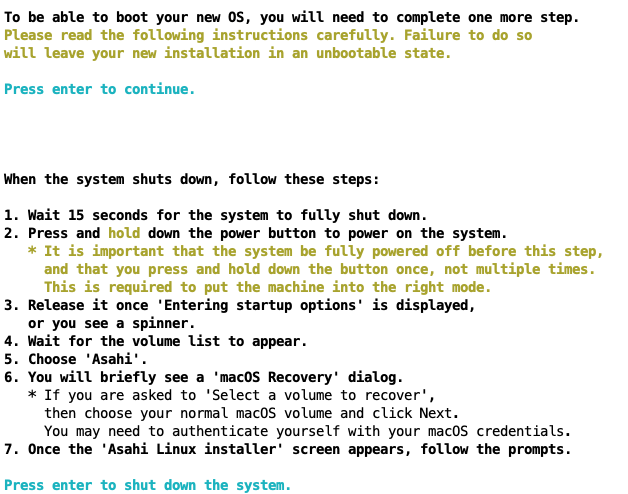 To be able to boot your new OS, you will need to complete one more step.
Please read the following instructions carefully. Failure to do so
will leave your new installation in an unbootable state.
Press enter to continue.
When the system shuts down, follow these steps:
1. Wait 15 seconds for the system to fully shut down.
2. Press and hold down the power button to power on the system.
* It is important that the system be fully powered off before this step,
and that you press and hold down the button once, not multiple times.
This is required to put the machine into the right mode.
3. Release it once 'Entering startup options' is displayed,
or you see a spinner.
4. Wait for the volume list to appear.
5. Choose 'Asahi'.
6. You will briefly see a 'macOS Recovery' dialog.
* If you are asked to 'Select a volume to recover',
then choose your normal macOS volume and click Next.
You may need to authenticate yourself with your macOS credentials.
7. Once the 'Asahi Linux installer' screen appears, follow the prompts.
Press enter to shut down the system.